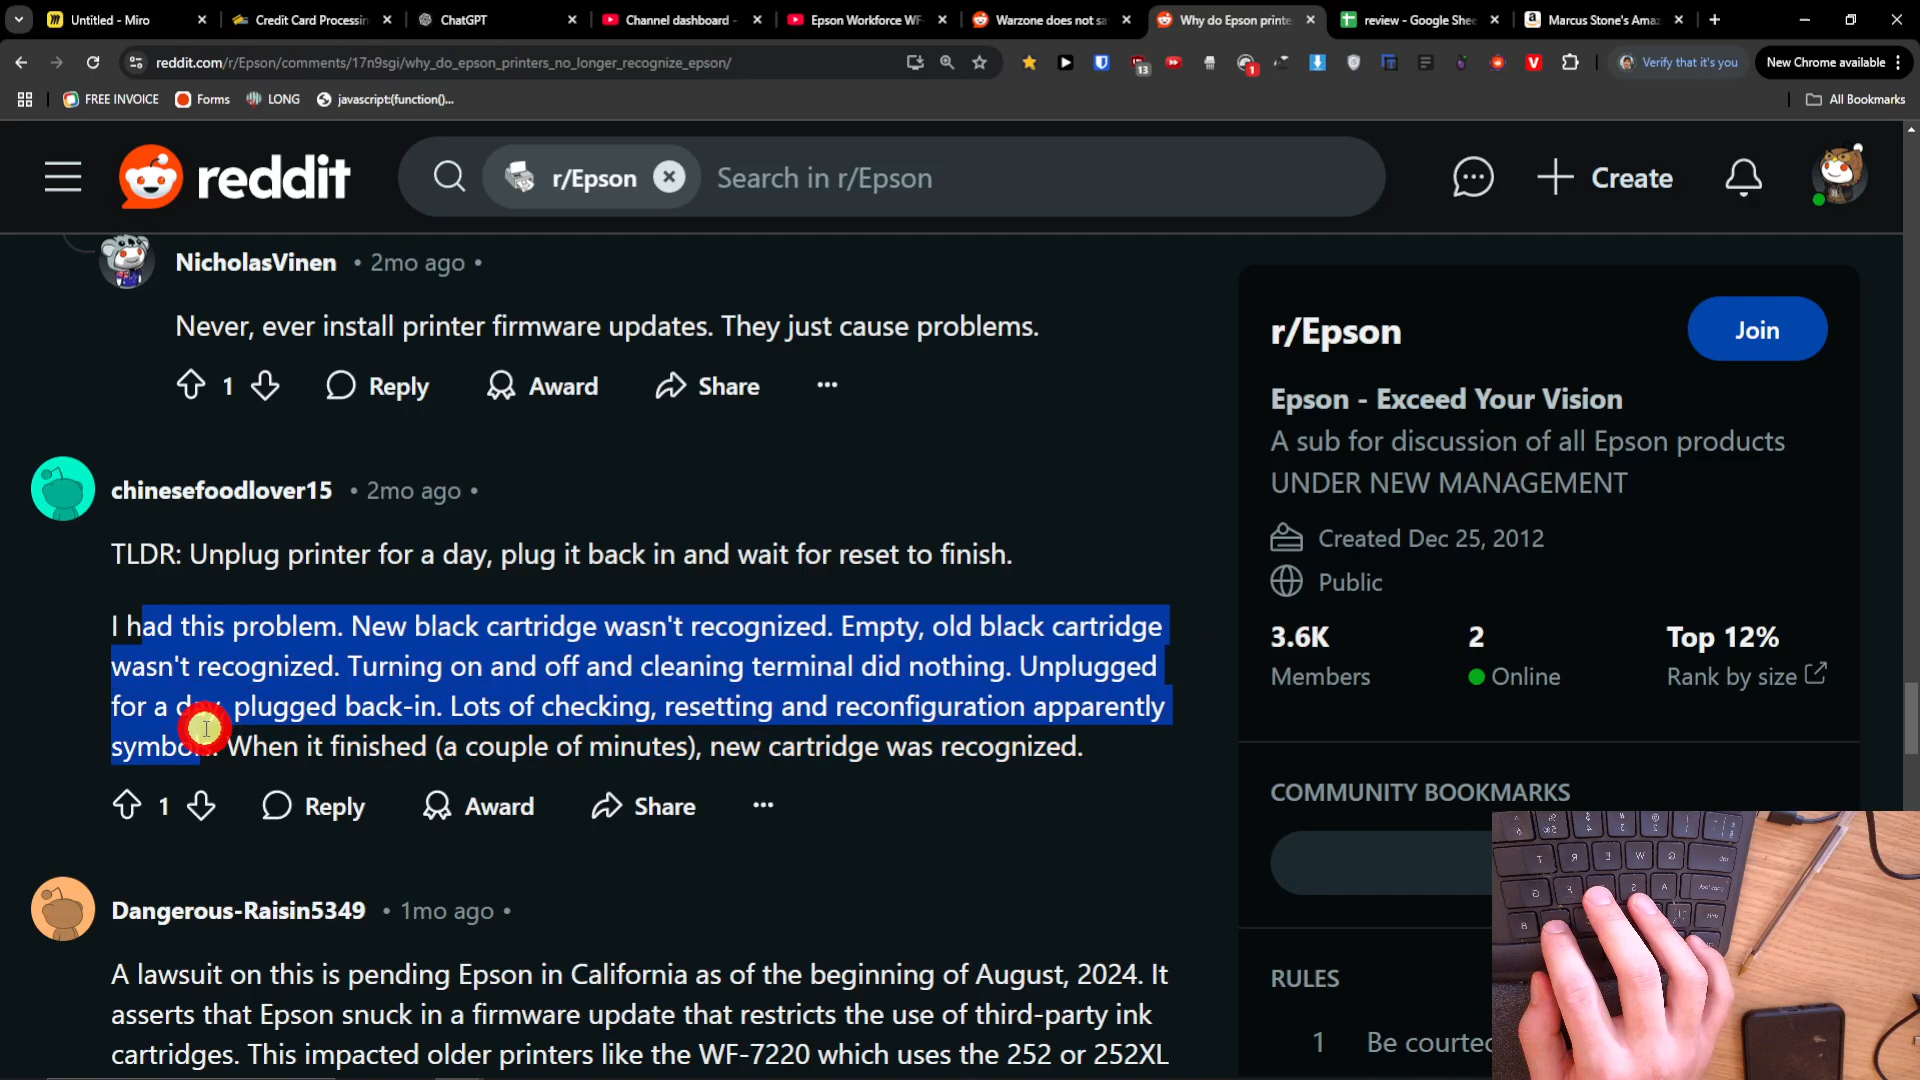 Untitled - Miro
Credit Card Processin
ChatGPT
Channel dashboard -
Epson Workforce WF-
Warzone does not sa
Why do Epson printe
review - Google She
Marcus Stone's Ama
reddit.com/r/Epson/comments/17n9sgi/why_do_epson_printers_no_longer_recognize_epson/
13
1
Verify that it's you
New Chrome available
FREE INVOICE
Forms
LONG
javascript:(function()...
All Bookmarks
reddit
r/Epson
Search in r/Epson
Create
NicholasVinen • 2mo ago •
Never, ever install printer firmware updates. They just cause problems.
1 Reply Award Share
chinesefoodlover15 • 2mo ago •
TLDR: Unplug printer for a day, plug it back in and wait for reset to finish.
I had this problem. New black cartridge wasn't recognized. Empty, old black cartridge
wasn't recognized. Turning on and off and cleaning terminal did nothing. Unplugged
for a day, plugged back-in. Lots of checking, resetting and reconfiguration apparently
symbols. When it finished (a couple of minutes), new cartridge was recognized.
1 Reply Award Share
Dangerous-Raisin5349 • 1mo ago •
A lawsuit on this is pending Epson in California as of the beginning of August, 2024. It
asserts that Epson snuck in a firmware update that restricts the use of third-party ink
cartridges. This impacted older printers like the WF-7220 which uses the 252 or 252XL
r/Epson
Join
Epson - Exceed Your Vision
A sub for discussion of all Epson products
UNDER NEW MANAGEMENT
Created Dec 25, 2012
Public
3.6K 2 Top 12%
Members Online Rank by size
COMMUNITY BOOKMARKS
RULES
1 Be courteo